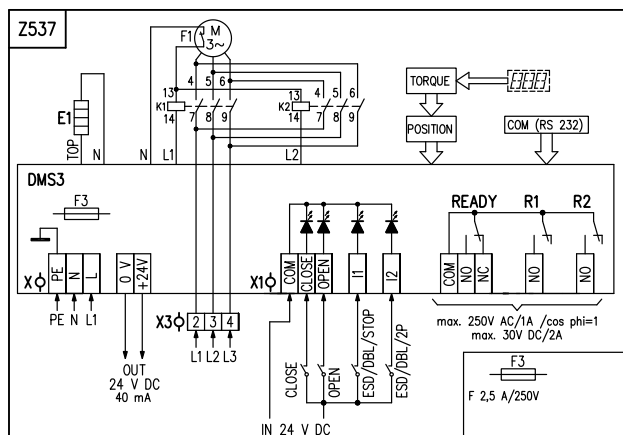 Z537
F1
M
3~
4 5 6
13
K1
14
7 8 9
4 5 6
13
K2
14
7 8 9
E1
TOP
N
N
L1
L2
TORQUE
POSITION
COM (RS 232)
DMS3
F3
X
PE
N
L
0 V
+24V
PE N L1
OUT
24 V DC
40 mA
X3
2 3 4
L1 L2 L3
X1
COM
CLOSE
OPEN
I1
I2
CLOSE
OPEN
ESD/DBL/STOP
ESD/DBL/2P
IN 24 V DC
READY R1 R2
COM
NO
NC
NO
NO
max. 250V AC/1A /cos phi=1
max. 30V DC/2A
F3
F 2,5 A/250V